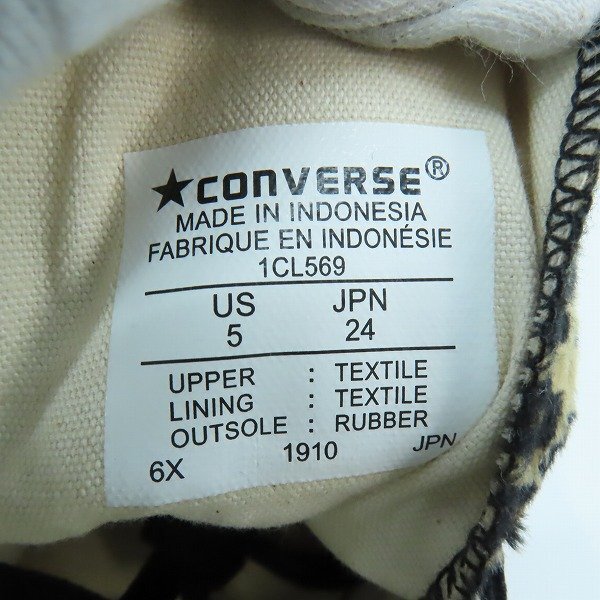 ★CONVERSE®
MADE IN INDONESIA
FABRIQUE EN INDONÉSIE
1CL569
US JPN
5 24
UPPER : TEXTILE
LINING : TEXTILE
OUTSOLE : RUBBER
6X 1910 JPN